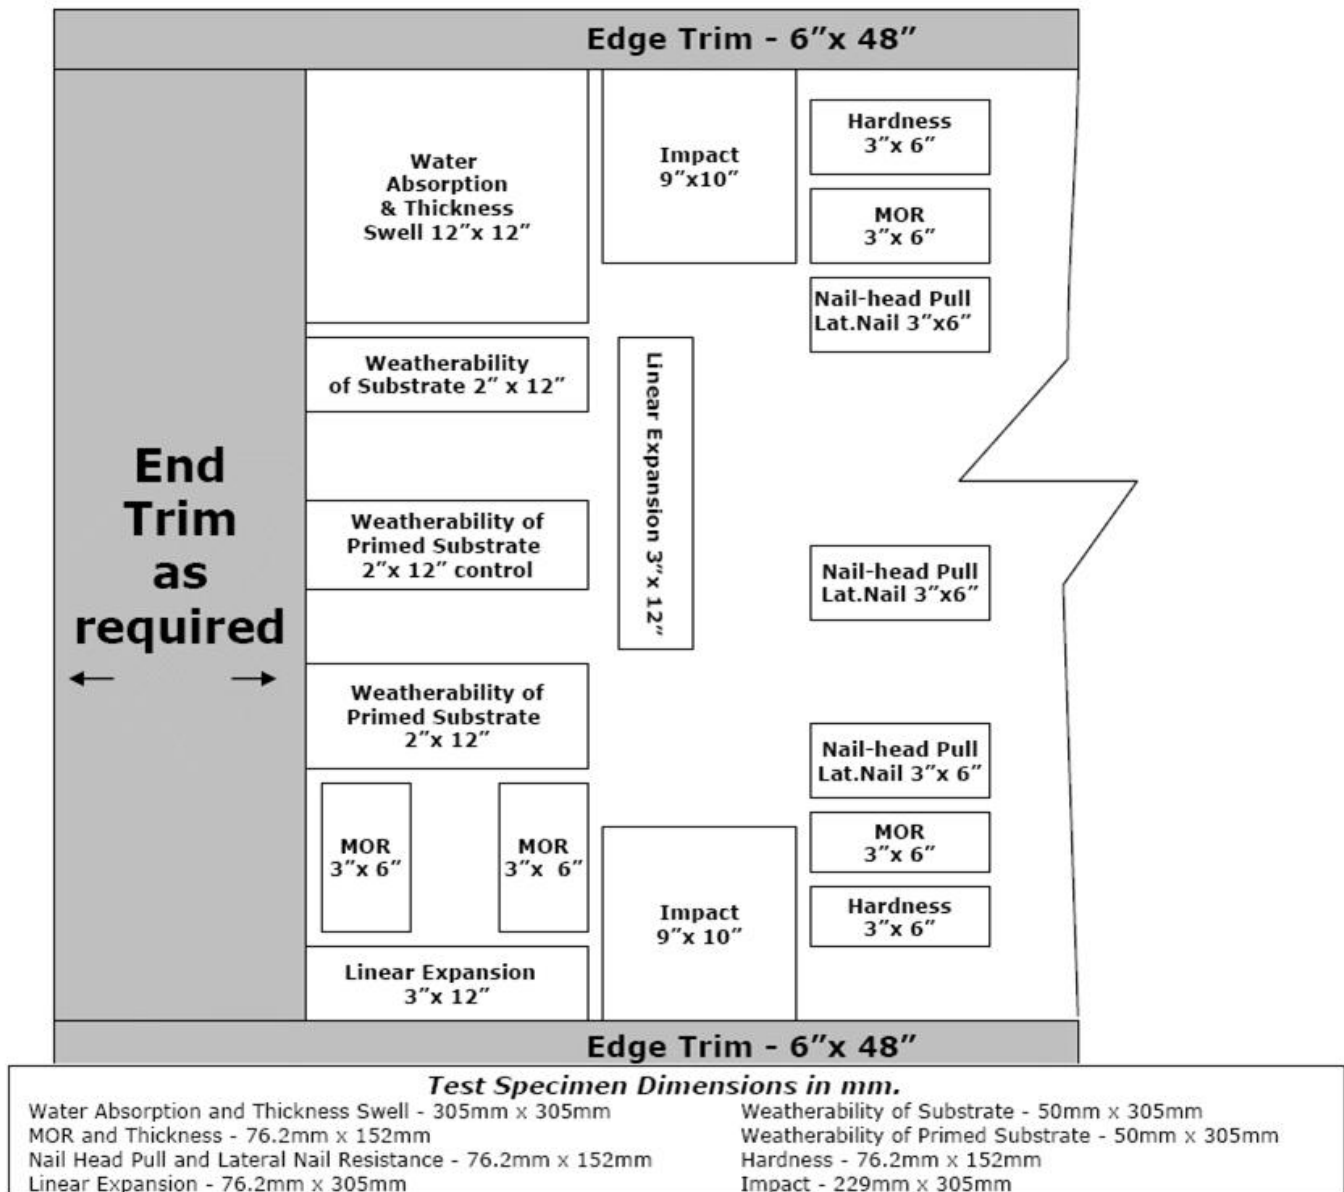 Edge Trim - 6”x 48”
Water
Absorption
& Thickness
Swell 12”x 12”
Impact
9”x10”
Hardness
3”x 6”
MOR
3”x 6”
Nail-head Pull
Lat.Nail 3”x6”
Weatherability
of Substrate 2” x 12”
Linear Expansion 3”x 12”
End
Trim
as
required
Weatherability of
Primed Substrate
2”x 12” control
Nail-head Pull
Lat.Nail 3”x6”
Weatherability of
Primed Substrate
2”x 12”
Nail-head Pull
Lat.Nail 3”x 6”
MOR
3”x 6”
MOR
3”x 6”
MOR
3”x 6”
Impact
9”x 10”
Hardness
3”x 6”
Linear Expansion
3”x 12”
Edge Trim - 6”x 48”
Test Specimen Dimensions in mm.
Water Absorption and Thickness Swell - 305mm x 305mm
MOR and Thickness - 76.2mm x 152mm
Nail Head Pull and Lateral Nail Resistance - 76.2mm x 152mm
Linear Expansion - 76.2mm x 305mm
Weatherability of Substrate - 50mm x 305mm
Weatherability of Primed Substrate - 50mm x 305mm
Hardness - 76.2mm x 152mm
Impact - 229mm x 305mm